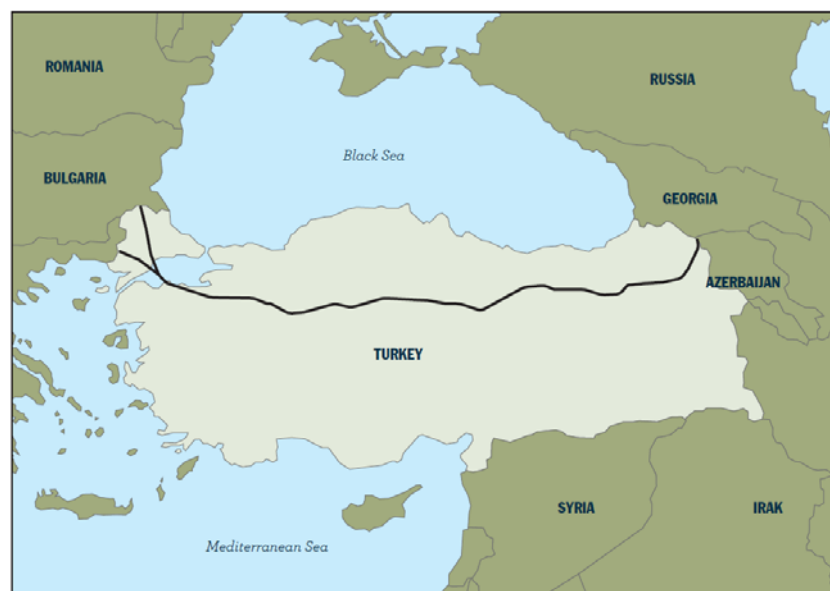 ROMANIA
RUSSIA
Black Sea
BULGARIA
GEORGIA
AZERBAIJAN
TURKEY
SYRIA
IRAK
Mediterranean Sea